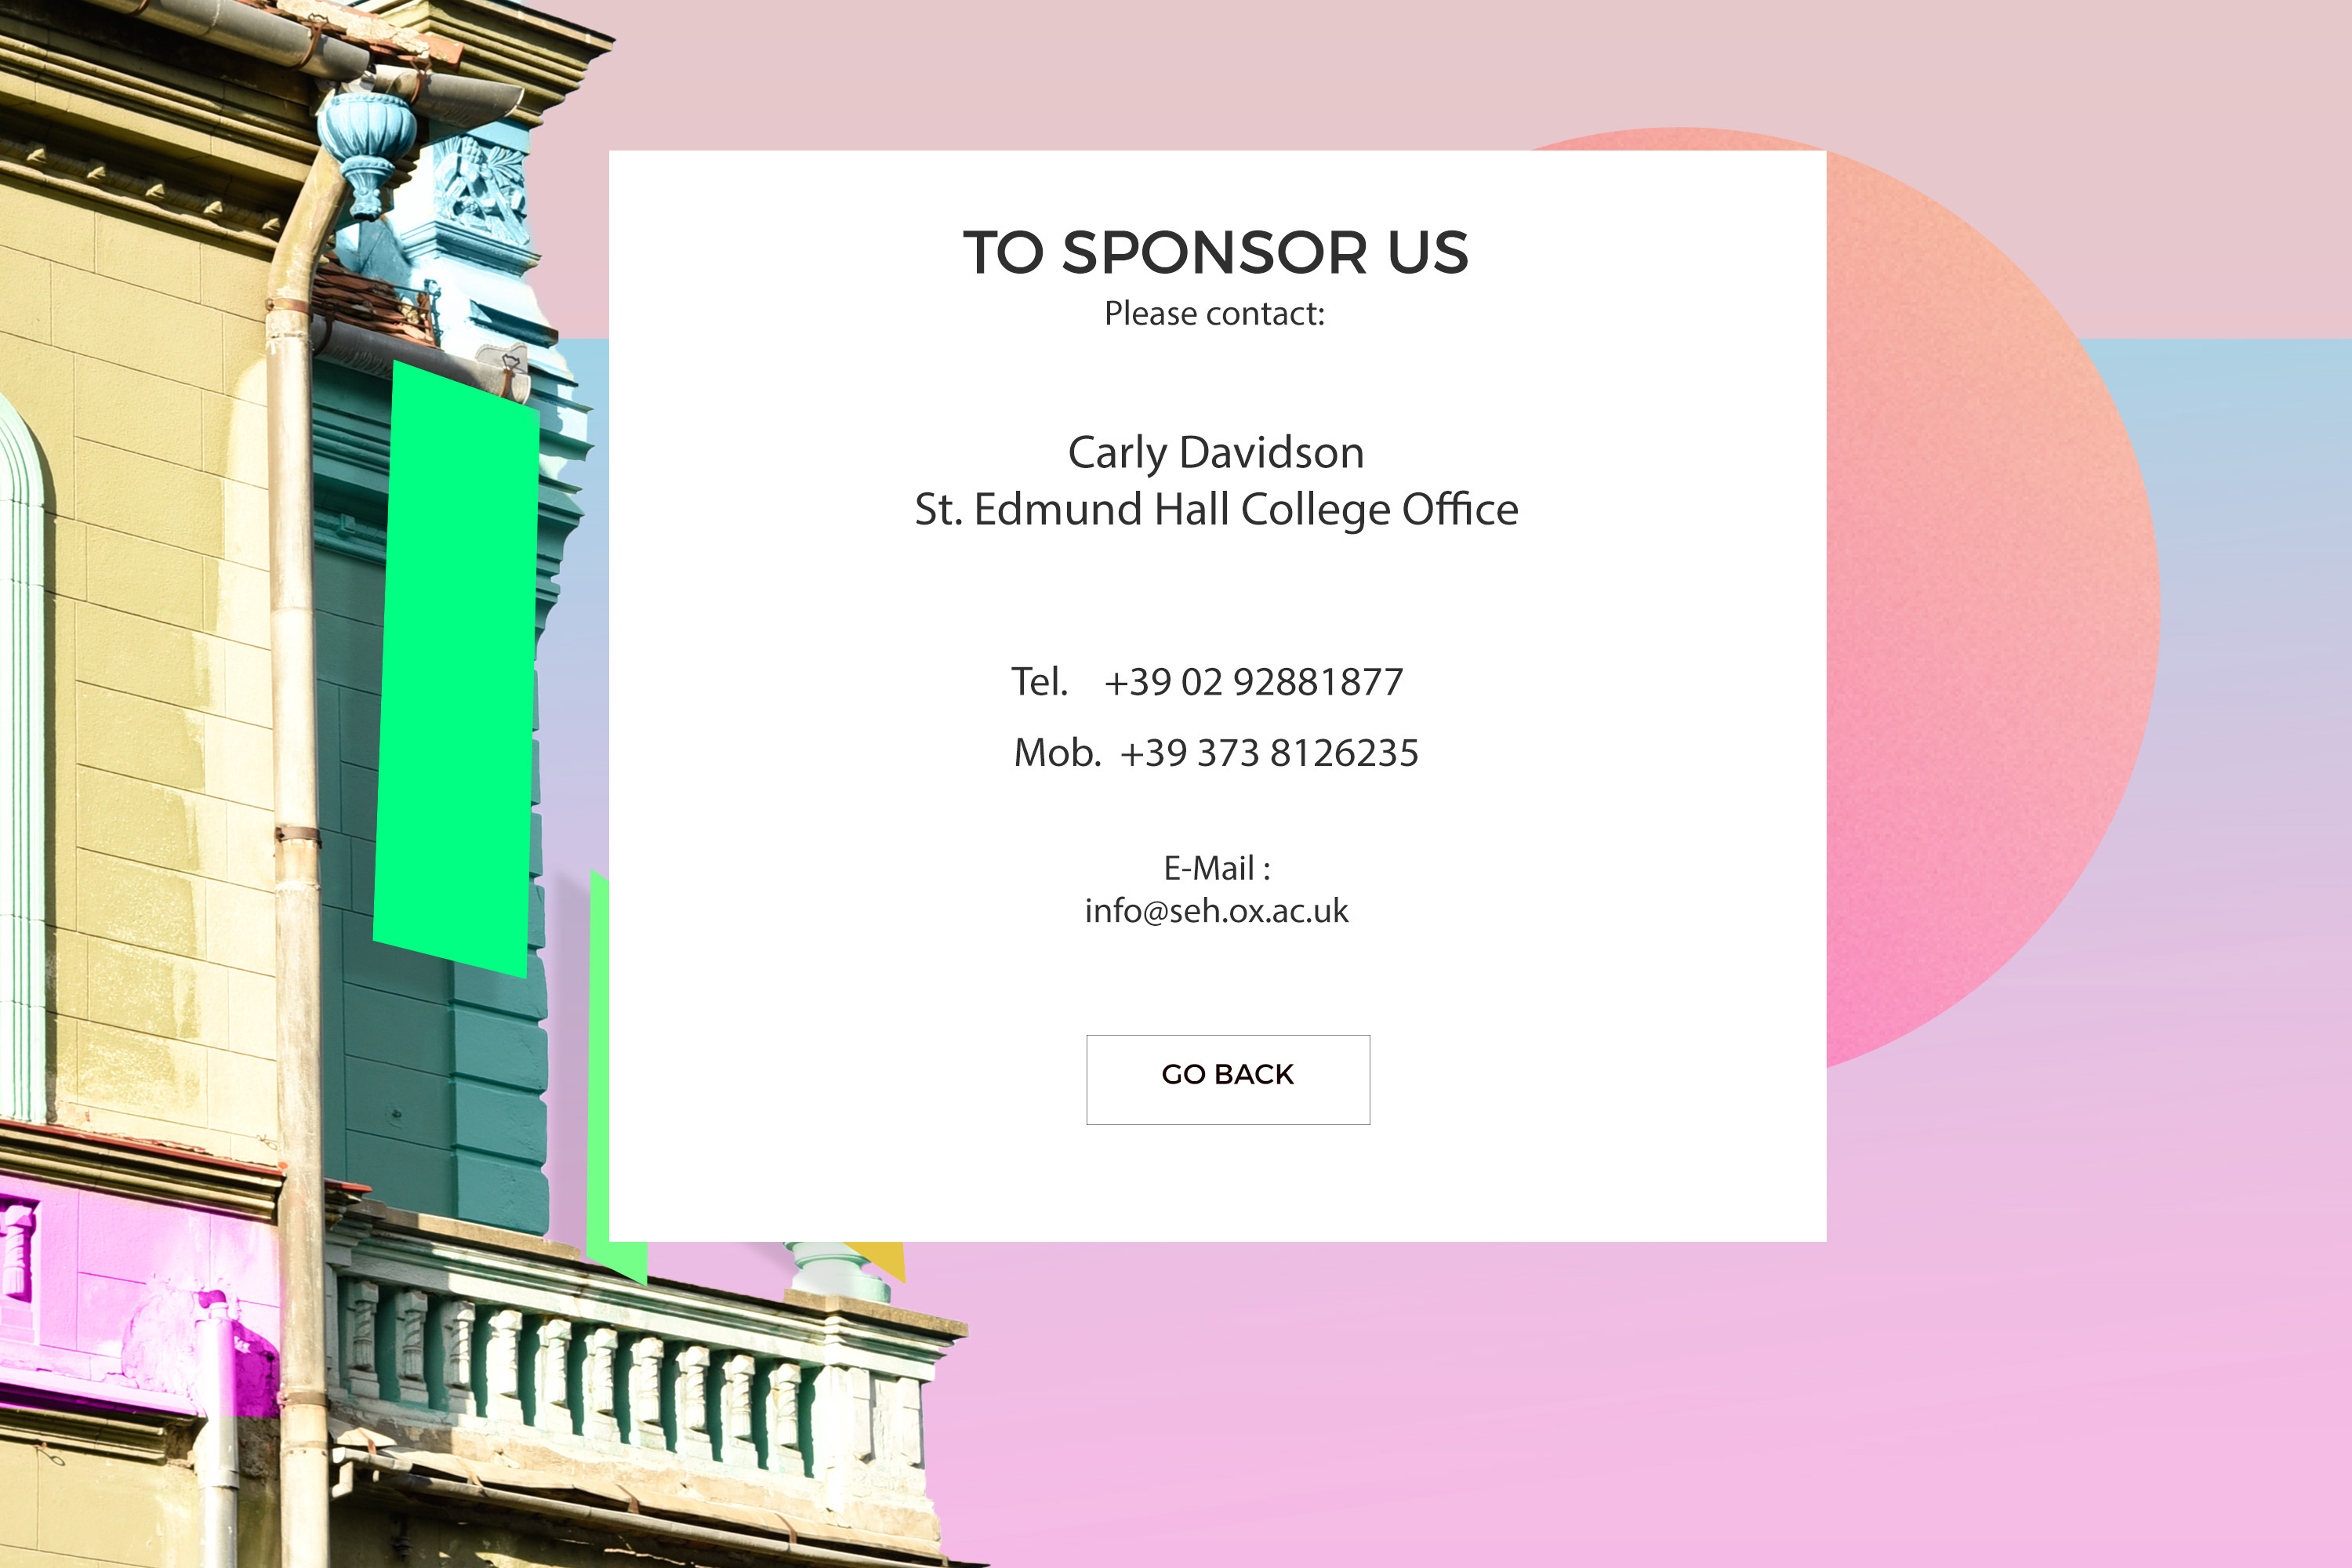 TO SPONSOR US
Please contact:
Carly Davidson
St. Edmund Hall College Office
Tel. +39 02 92881877
Mob. +39 373 8126235
E-Mail :
info@seh.ox.ac.uk
GO BACK